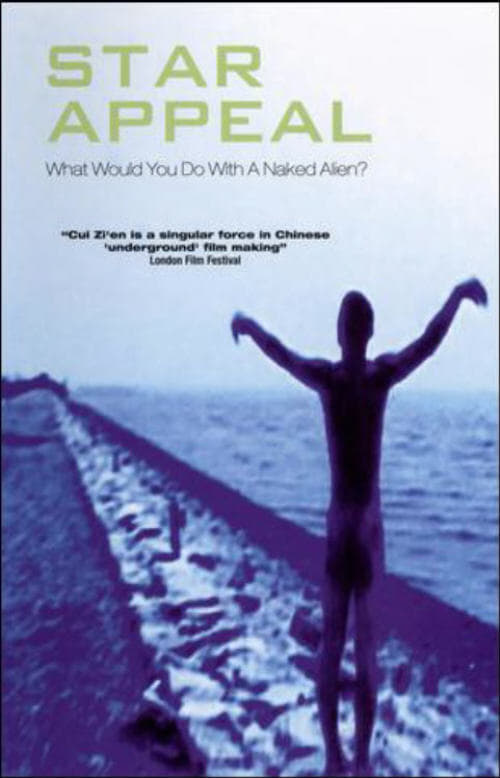 STAR
APPEAL
What Would You Do With A Naked Alien?
"Cui Zi'en is a singular force in Chinese
'underground' film making"
London Film Festival